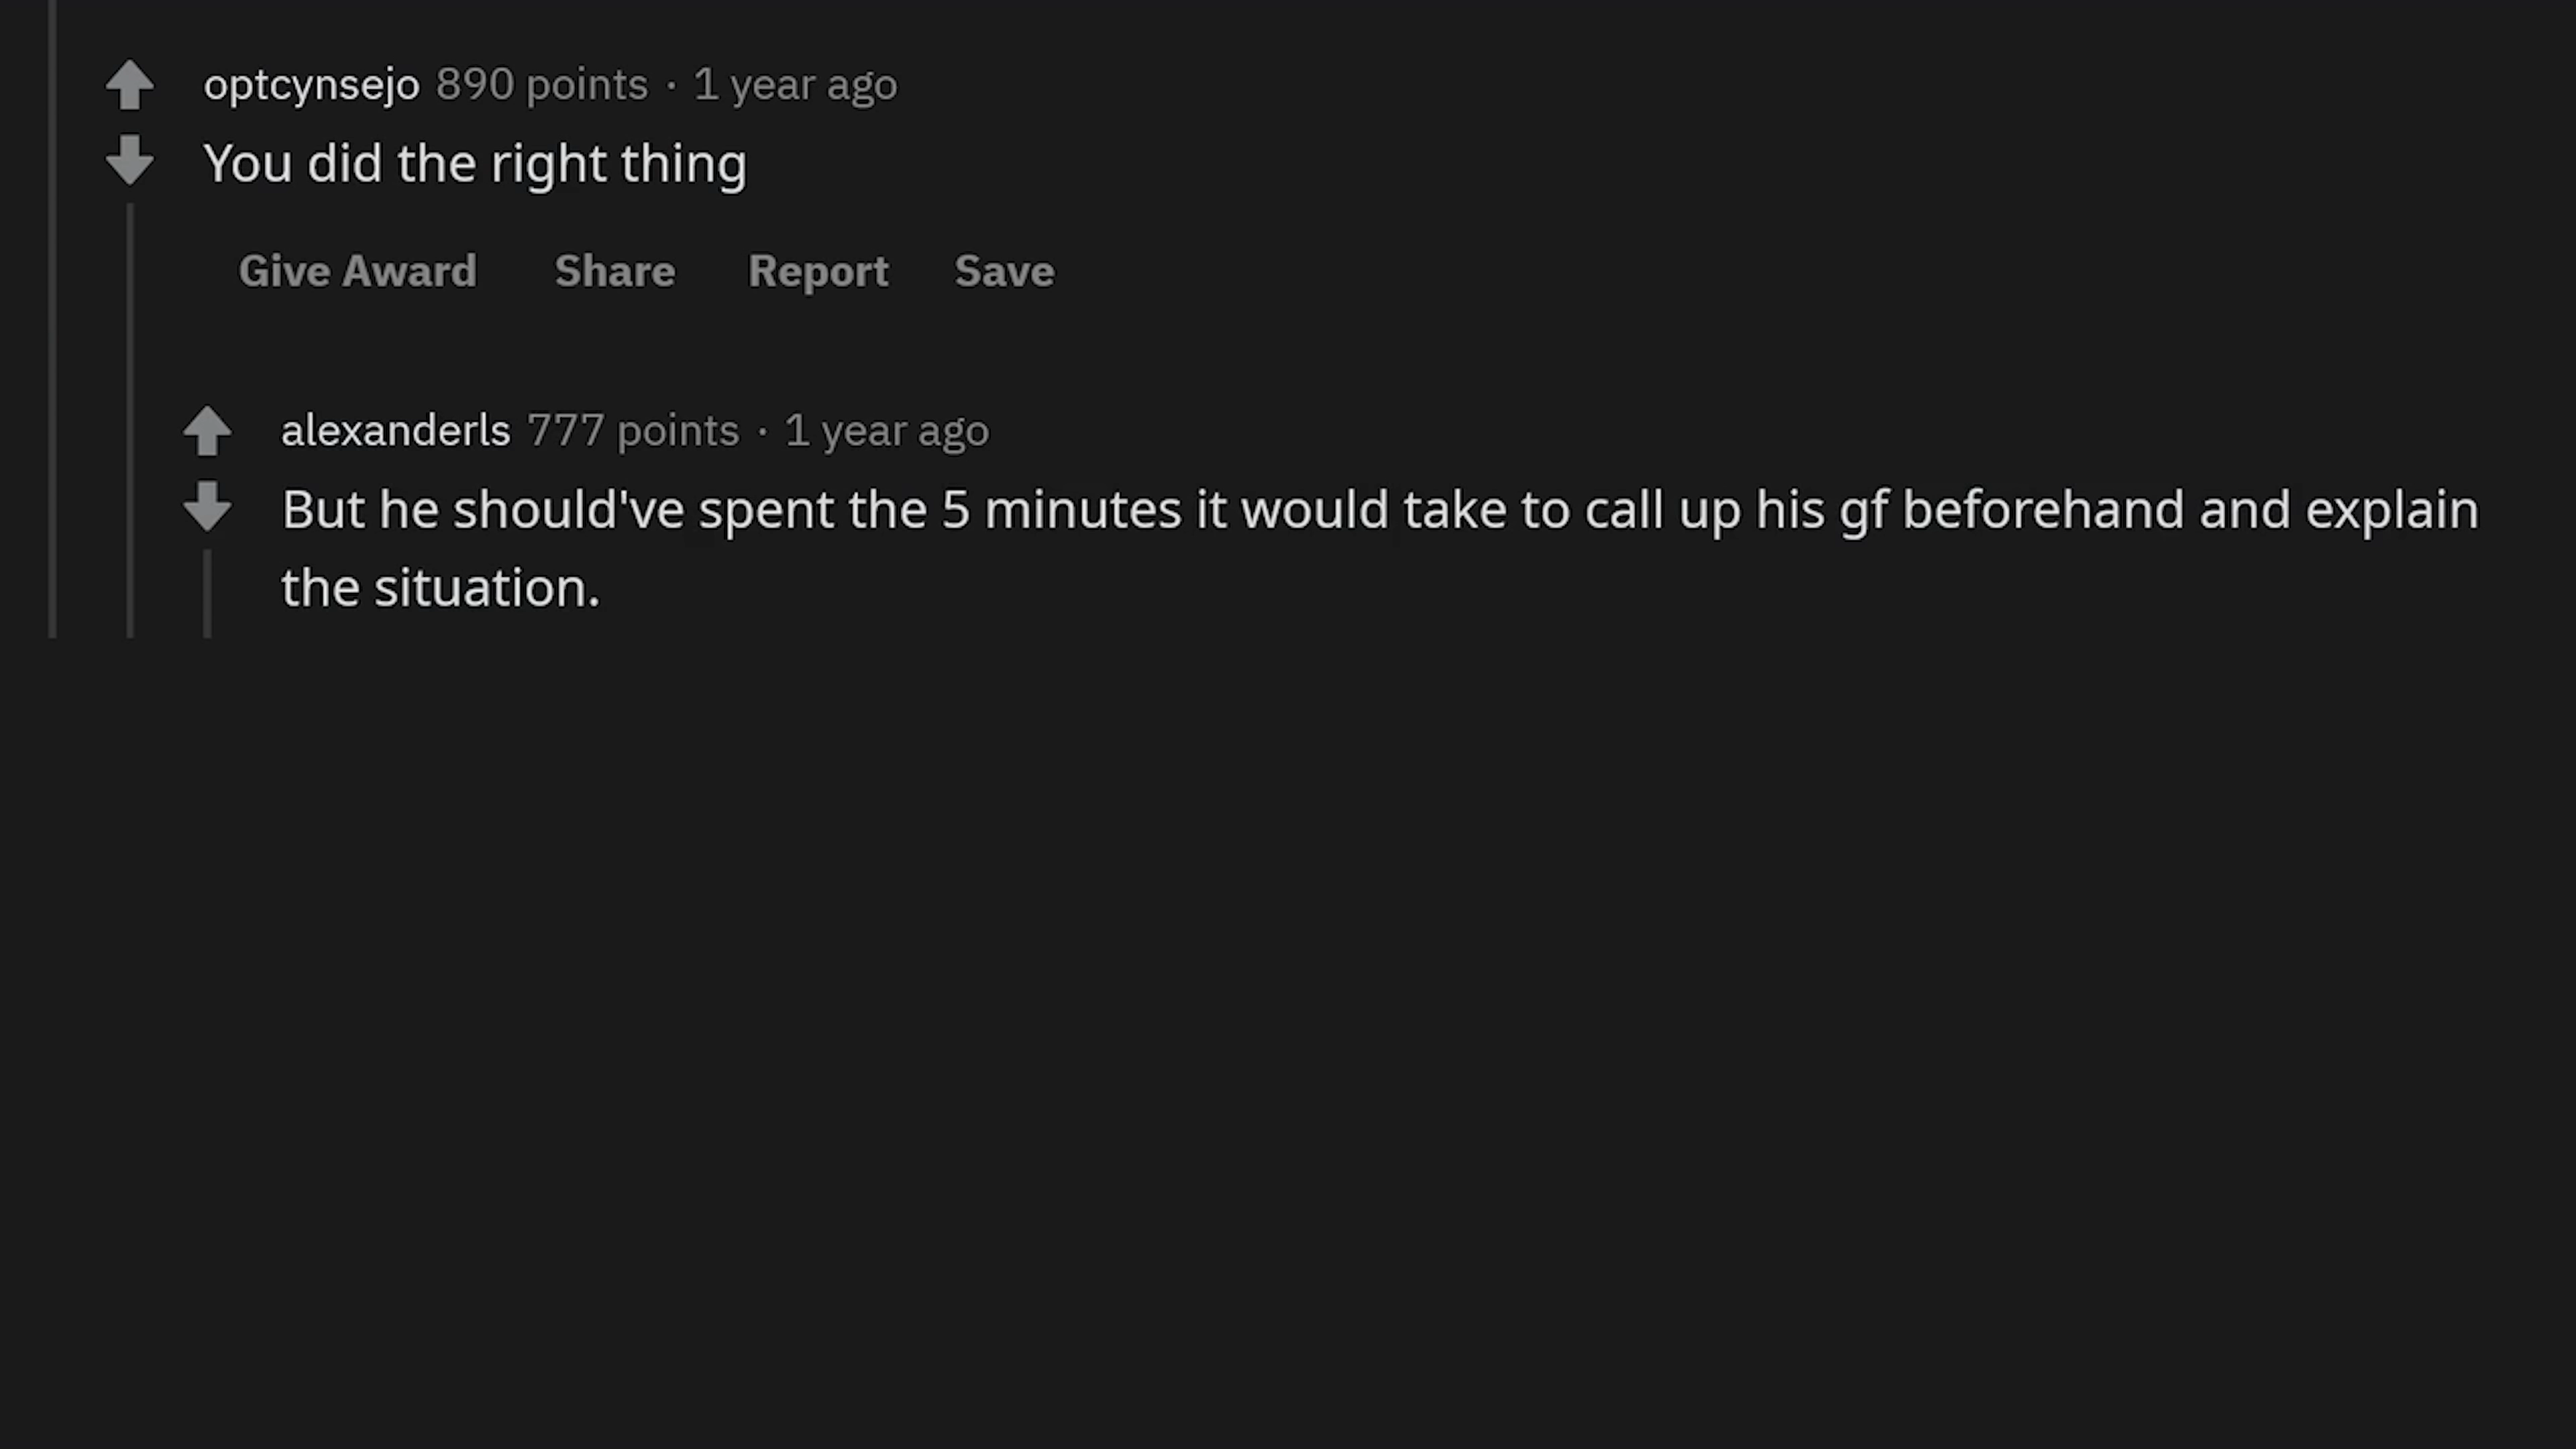 optcynsejo 890 points · 1 year ago
You did the right thing
Give Award Share Report Save
alexanderls 777 points · 1 year ago
But he should've spent the 5 minutes it would take to call up his gf beforehand and explain
the situation.